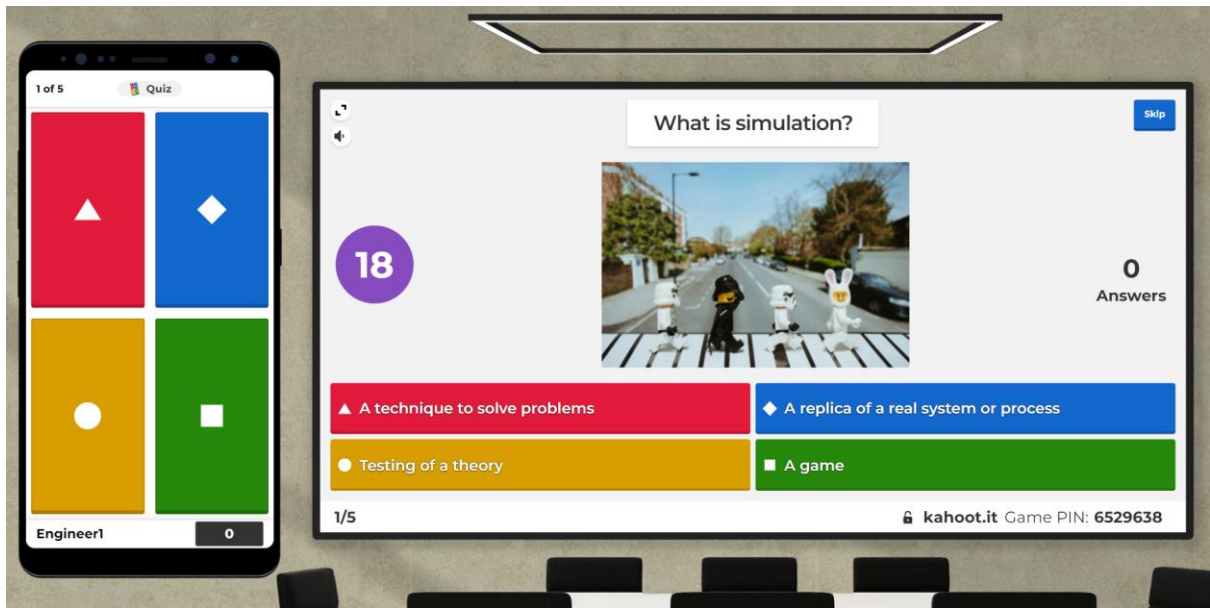 1 of 5
Quiz
Engineer1
0
What is simulation?
Skip
18
0
Answers
A technique to solve problems
A replica of a real system or process
Testing of a theory
A game
1/5
kahoot.it Game PIN: 6529638